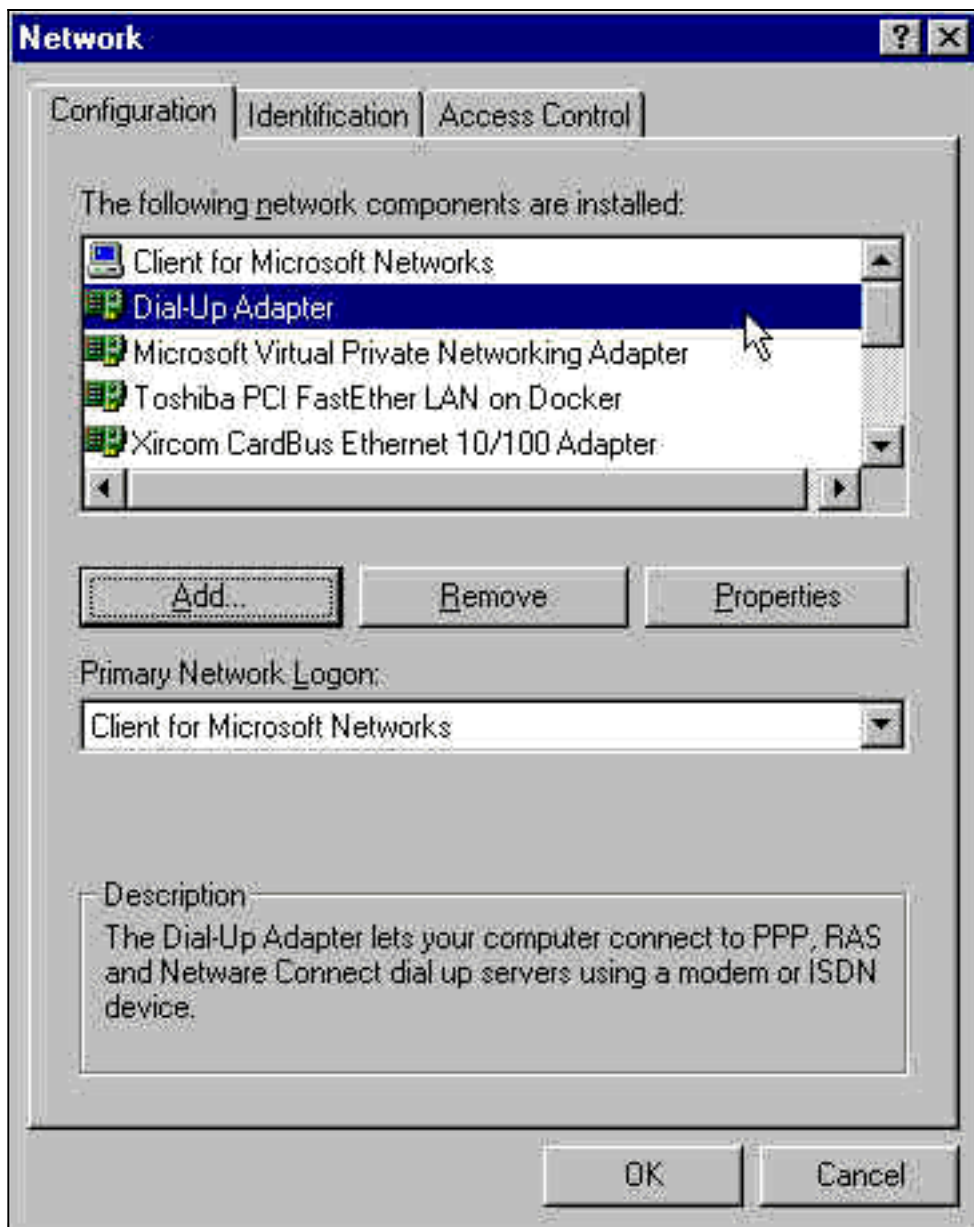 Network
Configuration Identification Access Control
The following network components are installed:
Client for Microsoft Networks
Dial-Up Adapter
Microsoft Virtual Private Networking Adapter
Toshiba PCI FastEther LAN on Docker
Xircom CardBus Ethernet 10/100 Adapter
Add... Remove Properties
Primary Network Logon:
Client for Microsoft Networks
Description
The Dial-Up Adapter lets your computer connect to PPP, RAS
and Netware Connect dial up servers using a modem or ISDN
device.
OK Cancel